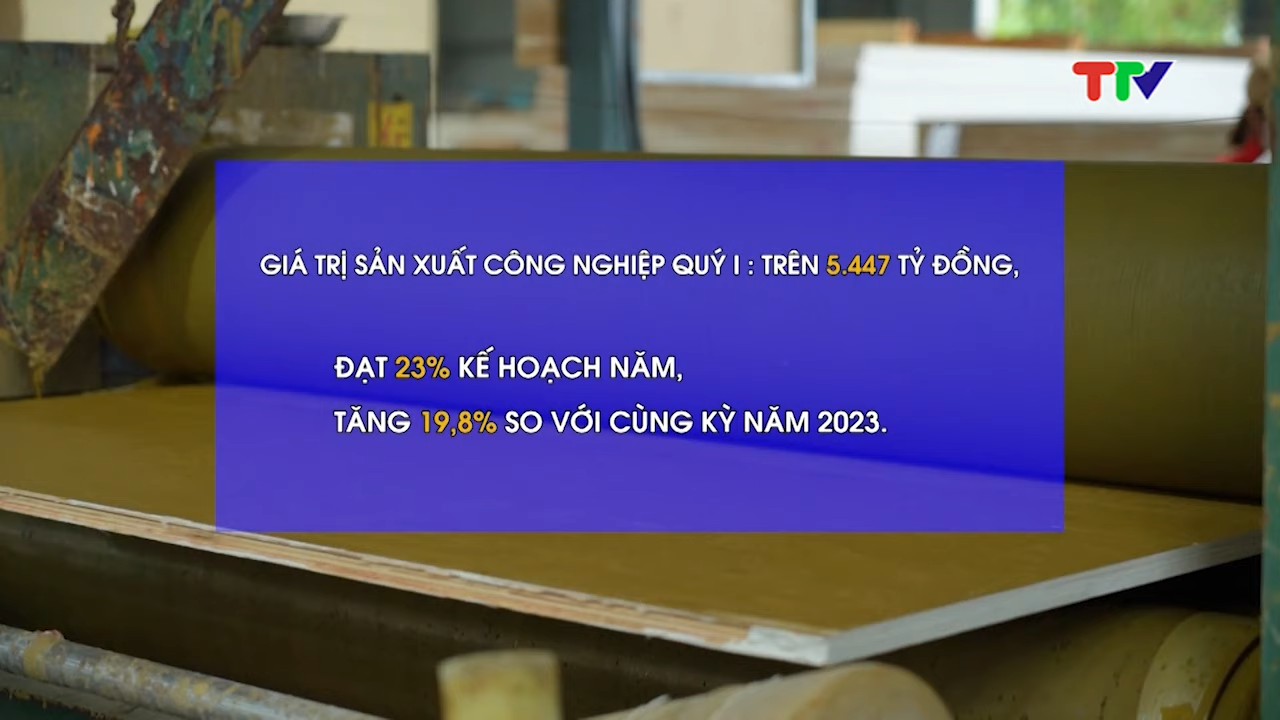 TTV
GIÁ TRỊ SẢN XUẤT CÔNG NGHIỆP QUÝ I : TRÊN 5.447 TỶ ĐỒNG,
ĐẠT 23% KẾ HOẠCH NĂM,
TĂNG 19,8% SO VỚI CÙNG KỲ NĂM 2023.